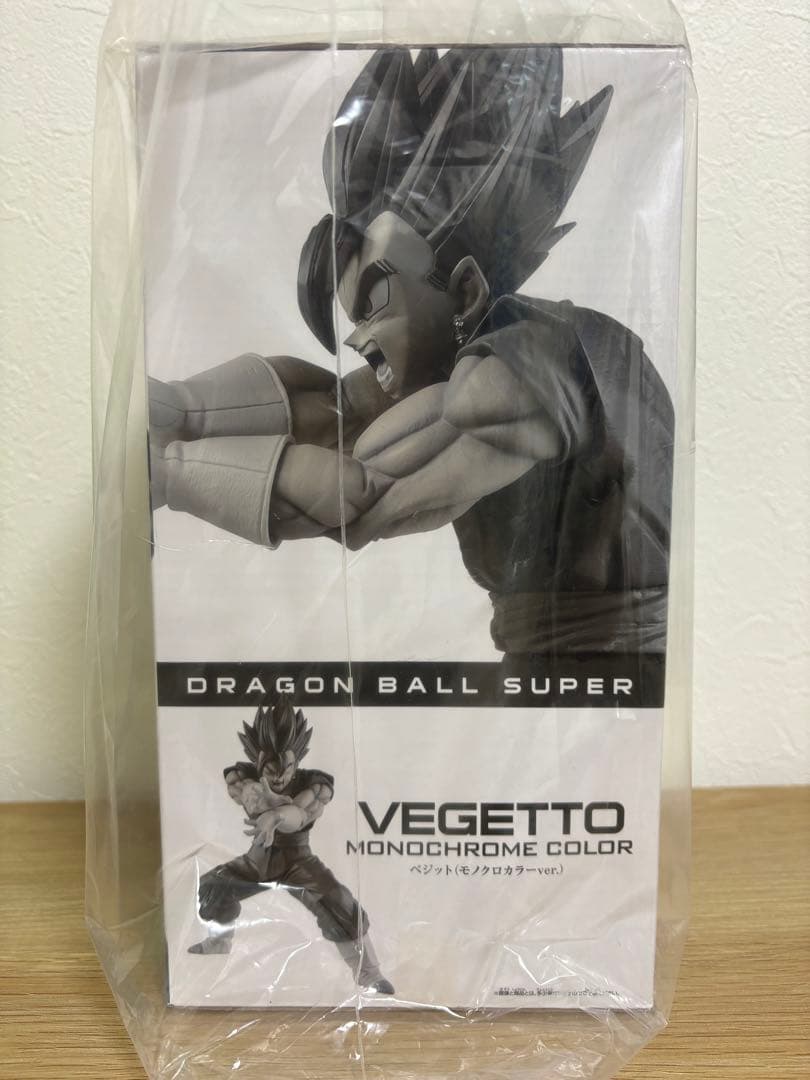 DRAGON BALL SUPER
VEGETTO
MONOCHROME COLOR
ベジット(モノクロカラーver.)